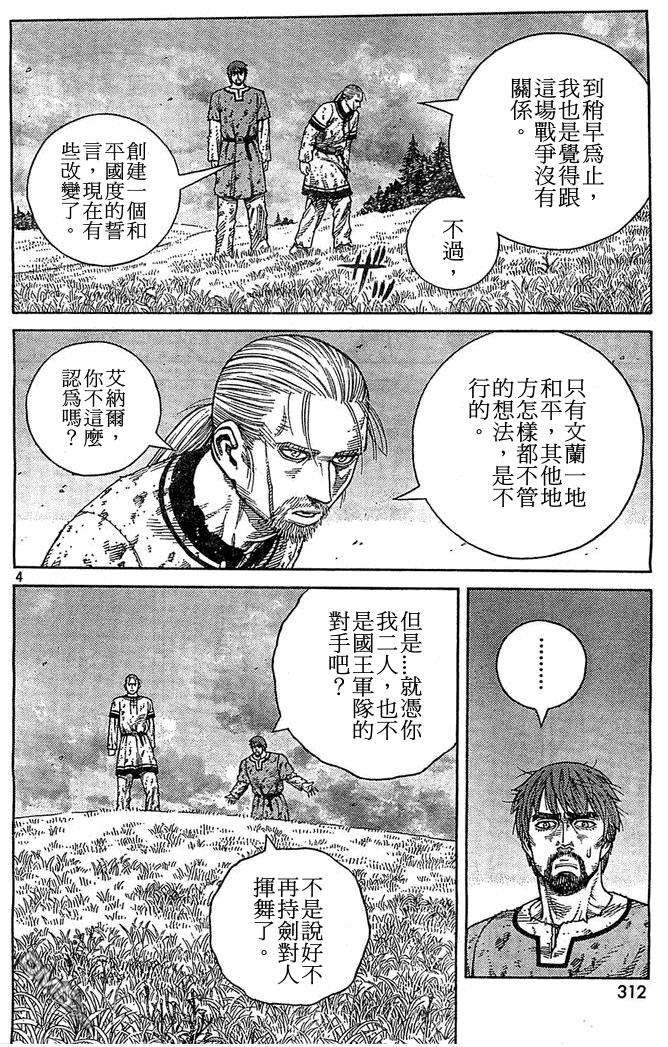 到稍早為止，
我也是覺得跟
這場戰爭沒有
關係。
不過，
創建一個和
平國度的誓
言，現在有
些改變了。
ザッ
只有文蘭一地
和平，其他地
方怎樣都不管
的想法，是不
行的。
艾納爾，
你不這麼
認為嗎？
4
………
但是……就憑你
我二人，也不
是國王軍隊的
對手吧？
不是說好不
再持劍對人
揮舞了。
312